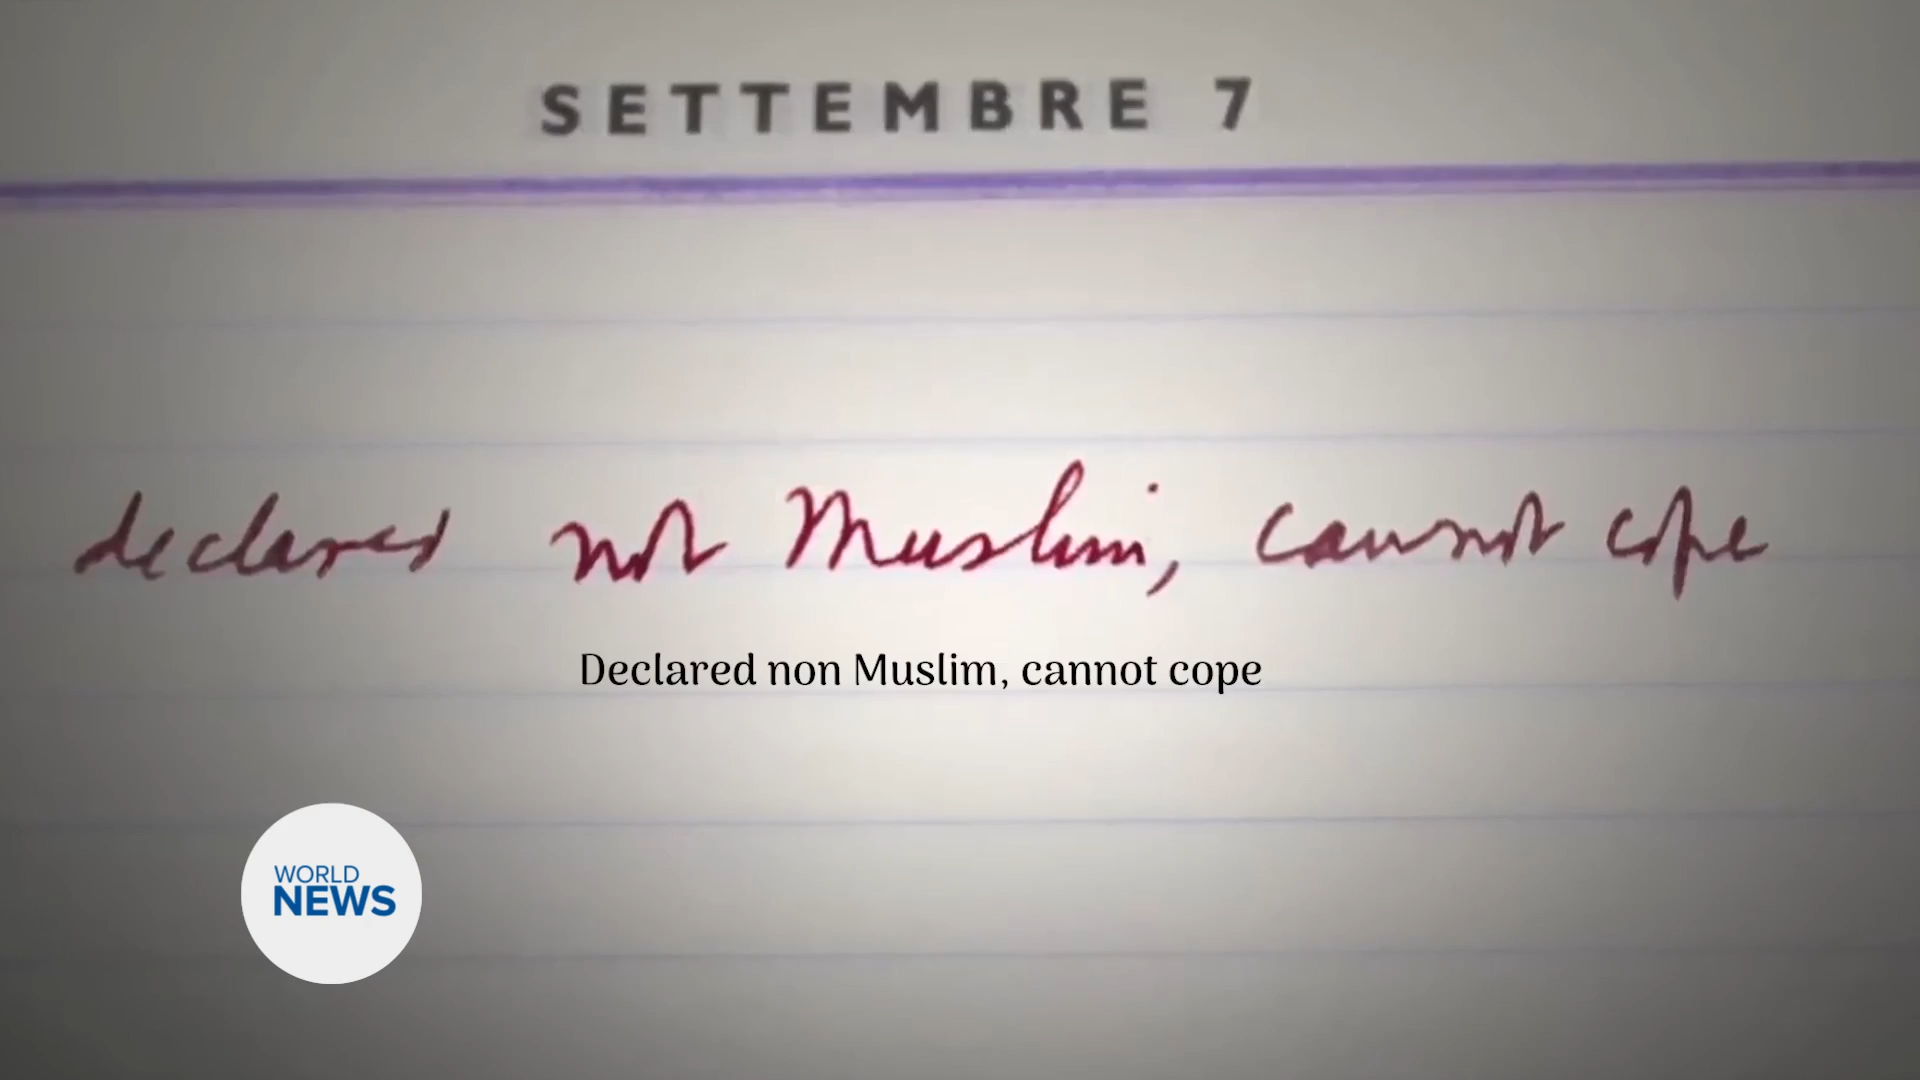 SETTEMBRE 7
declared not Muslim, cannot cope
Declared non Muslim, cannot cope
WORLD
NEWS